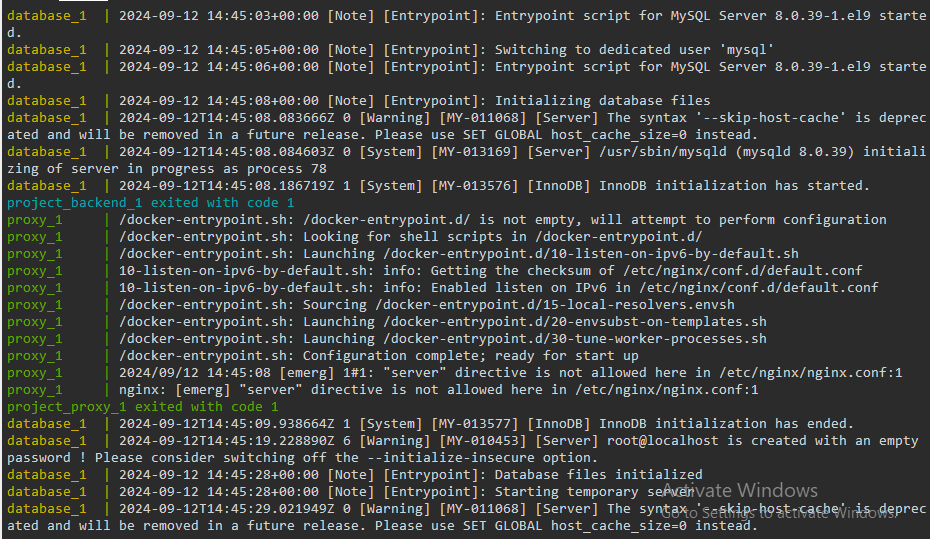 database_1  | 2024-09-12 14:45:03+00:00 [Note] [Entrypoint]: Entrypoint script for MySQL Server 8.0.39-1.el9 starte
d.
database_1  | 2024-09-12 14:45:05+00:00 [Note] [Entrypoint]: Switching to dedicated user 'mysql'
database_1  | 2024-09-12 14:45:06+00:00 [Note] [Entrypoint]: Entrypoint script for MySQL Server 8.0.39-1.el9 starte
d.
database_1  | 2024-09-12 14:45:08+00:00 [Note] [Entrypoint]: Initializing database files
database_1  | 2024-09-12T14:45:08.083666Z 0 [Warning] [MY-011068] [Server] The syntax '--skip-host-cache' is deprec
ated and will be removed in a future release. Please use SET GLOBAL host_cache_size=0 instead.
database_1  | 2024-09-12T14:45:08.084603Z 0 [System] [MY-013169] [Server] /usr/sbin/mysqld (mysqld 8.0.39) initiali
zing of server in progress as process 78
database_1  | 2024-09-12T14:45:08.186719Z 1 [System] [MY-013576] [InnoDB] InnoDB initialization has started.
project_backend_1 exited with code 1
proxy_1     | /docker-entrypoint.sh: /docker-entrypoint.d/ is not empty, will attempt to perform configuration
proxy_1     | /docker-entrypoint.sh: Looking for shell scripts in /docker-entrypoint.d/
proxy_1     | /docker-entrypoint.sh: Launching /docker-entrypoint.d/10-listen-on-ipv6-by-default.sh
proxy_1     | 10-listen-on-ipv6-by-default.sh: info: Getting the checksum of /etc/nginx/conf.d/default.conf
proxy_1     | 10-listen-on-ipv6-by-default.sh: info: Enabled listen on IPv6 in /etc/nginx/conf.d/default.conf
proxy_1     | /docker-entrypoint.sh: Sourcing /docker-entrypoint.d/15-local-resolvers.envsh
proxy_1     | /docker-entrypoint.sh: Launching /docker-entrypoint.d/20-envsubst-on-templates.sh
proxy_1     | /docker-entrypoint.sh: Launching /docker-entrypoint.d/30-tune-worker-processes.sh
proxy_1     | /docker-entrypoint.sh: Configuration complete; ready for start up
proxy_1     | 2024/09/12 14:45:08 [emerg] 1#1: "server" directive is not allowed here in /etc/nginx/nginx.conf:1
proxy_1     | nginx: [emerg] "server" directive is not allowed here in /etc/nginx/nginx.conf:1
project_proxy_1 exited with code 1
database_1  | 2024-09-12T14:45:09.938664Z 1 [System] [MY-013577] [InnoDB] InnoDB initialization has ended.
database_1  | 2024-09-12T14:45:19.228890Z 6 [Warning] [MY-010453] [Server] root@localhost is created with an empty
password ! Please consider switching off the --initialize-insecure option.
database_1  | 2024-09-12 14:45:28+00:00 [Note] [Entrypoint]: Database files initialized
database_1  | 2024-09-12 14:45:28+00:00 [Note] [Entrypoint]: Starting temporary server
Activate Windows
database_1  | 2024-09-12T14:45:29.021949Z 0 [Warning] [MY-011068] [Server] The syntax '--skip-host-cache' is deprec
Go to Settings to activate Windows.
ated and will be removed in a future release. Please use SET GLOBAL host_cache_size=0 instead.